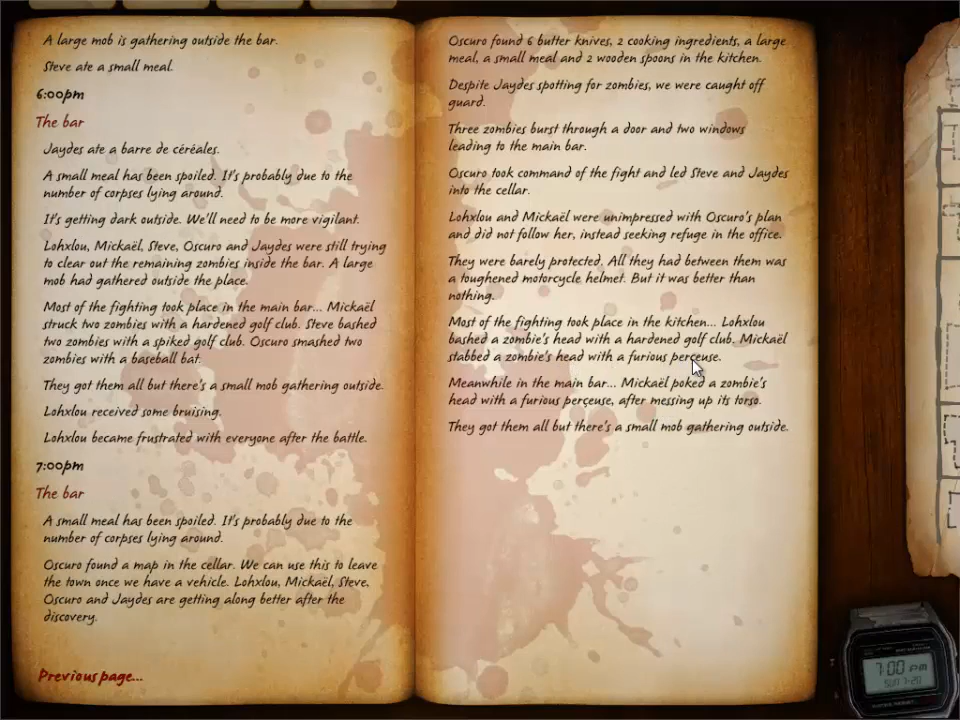 A large mob is gathering outside the bar.
Steve ate a small meal.
6:00pm
The bar
Jaydes ate a barre de céréales.
A small meal has been spoiled. It's probably due to the
number of corpses lying around.
It's getting dark outside. We'll need to be more vigilant.
Lohxlou, Mickaël, Steve, Oscuro and Jaydes were still trying
to clear out the remaining zombies inside the bar. A large
mob had gathered outside the place.
Most of the fighting took place in the main bar... Mickaël
struck two zombies with a hardened golf club. Steve bashed
two zombies with a spiked golf club. Oscuro smashed two
zombies with a baseball bat.
They got them all but there's a small mob gathering outside.
Lohxlou received some bruising.
Lohxlou became frustrated with everyone after the battle.
7:00pm
The bar
A small meal has been spoiled. It's probably due to the
number of corpses lying around.
Oscuro found a map in the cellar. We can use this to leave
the town once we have a vehicle. Lohxlou, Mickaël, Steve,
Oscuro and Jaydes are getting along better after the
discovery.
Previous page...
Oscuro found 6 butter knives, 2 cooking ingredients, a large
meal, a small meal and 2 wooden spoons in the kitchen.
Despite Jaydes spotting for zombies, we were caught off
guard.
Three zombies burst through a door and two windows
leading to the main bar.
Oscuro took command of the fight and led Steve and Jaydes
into the cellar.
Lohxlou and Mickaël were unimpressed with Oscuro's plan
and did not follow her, instead seeking refuge in the office.
They were barely protected. All they had between them was
a toughened motorcycle helmet. But it was better than
nothing.
Most of the fighting took place in the kitchen... Lohxlou
bashed a zombie's head with a hardened golf club. Mickaël
stabbed a zombie's head with a furious perçeuse.
Meanwhile in the main bar... Mickaël poked a zombie's
head with a furious perçeuse, after messing up its torso.
They got them all but there's a small mob gathering outside.
7:00 PM
SUN 7-20